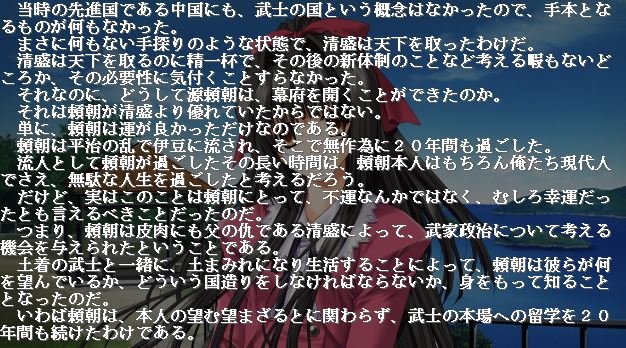 当時の先進国である中国にも、武士の国という概念はなかったので、手本とな
るものが何もなかった。
まさに何もない手探りのような状態で、清盛は天下を取ったわけだ。
清盛は天下を取るのに精一杯で、その後の新体制のことなど考える暇もないど
ころか、その必要性に気付くことすらなかった。
それなのに、どうして源頼朝は、幕府を開くことができたのか。
それは頼朝が清盛より優れていたからではない。
単に、頼朝は運が良かっただけなのである。
頼朝は平治の乱で伊豆に流され、そこで無作為に２０年間も過ごした。
流人として頼朝が過ごしたその長い時間は、頼朝本人はもちろん俺たち現代人
でさえ、無駄な人生を過ごしたと考えるだろう。
だけど、実はこのことは頼朝にとって、不運なんかではなく、むしろ幸運だっ
たとも言えるべきことだったのだ。
つまり、頼朝は皮肉にも父の仇である清盛によって、武家政治について考える
機会を与えられたということである。
土着の武士と一緒に、土まみれになり生活することによって、頼朝は彼らが何
を望んでいるか、どういう国造りをしなければならないか、身をもって知ること
となったのだ。
いわば頼朝は、本人の望む望まざるとに関わらず、武士の本場への留学を２０
年間も続けたわけである。